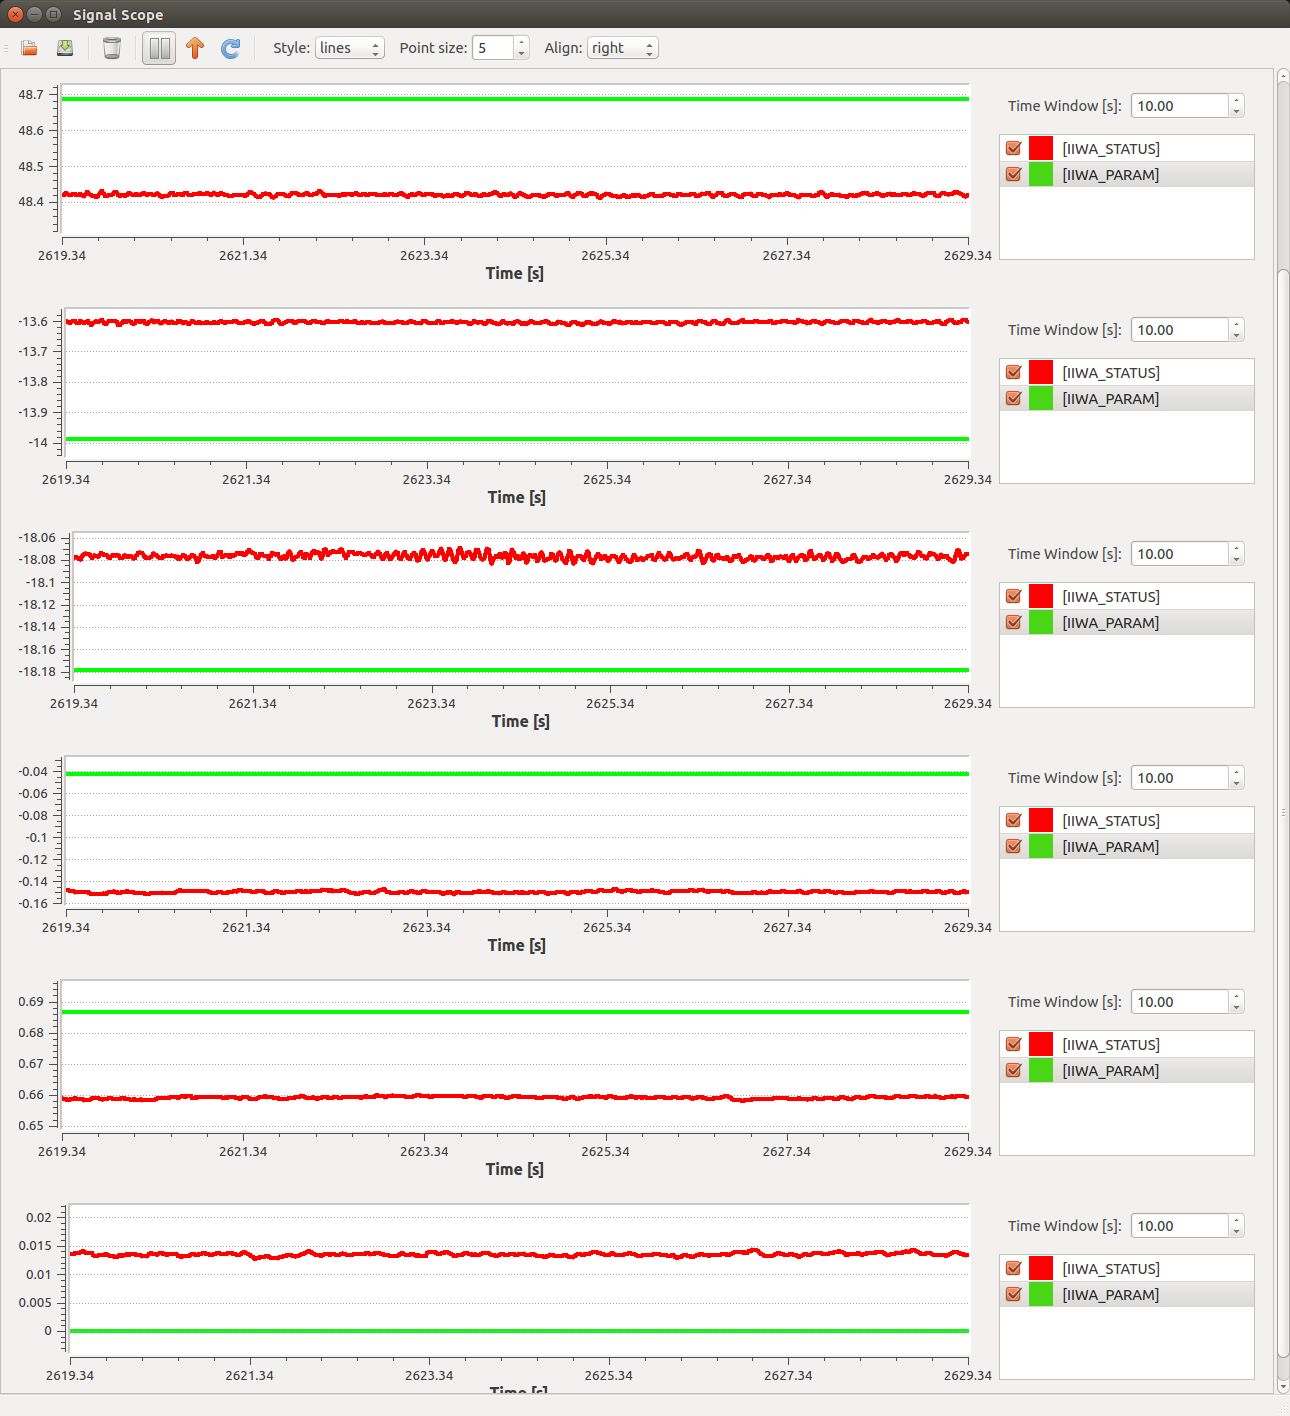 Signal Scope
Style: lines Point size: 5 Align: right
48.7
48.6
48.5
48.4
2619.34 2621.34 2623.34 2625.34 2627.34 2629.34
Time [s]
Time Window [s]: 10.00
[IIWA_STATUS]
[IIWA_PARAM]
-13.6
-13.7
-13.8
-13.9
-14
2619.34 2621.34 2623.34 2625.34 2627.34 2629.34
Time [s]
Time Window [s]: 10.00
[IIWA_STATUS]
[IIWA_PARAM]
-18.06
-18.08
-18.1
-18.12
-18.14
-18.16
-18.18
2619.34 2621.34 2623.34 2625.34 2627.34 2629.34
Time [s]
Time Window [s]: 10.00
[IIWA_STATUS]
[IIWA_PARAM]
-0.04
-0.06
-0.08
-0.1
-0.12
-0.14
-0.16
2619.34 2621.34 2623.34 2625.34 2627.34 2629.34
Time [s]
Time Window [s]: 10.00
[IIWA_STATUS]
[IIWA_PARAM]
0.69
0.68
0.67
0.66
0.65
2619.34 2621.34 2623.34 2625.34 2627.34 2629.34
Time [s]
Time Window [s]: 10.00
[IIWA_STATUS]
[IIWA_PARAM]
0.02
0.015
0.01
0.005
0
2619.34 2621.34 2623.34 2625.34 2627.34 2629.34
Time [s]
Time Window [s]: 10.00
[IIWA_STATUS]
[IIWA_PARAM]